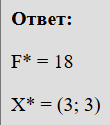 Ответ:
F* = 18
X* = (3; 3)